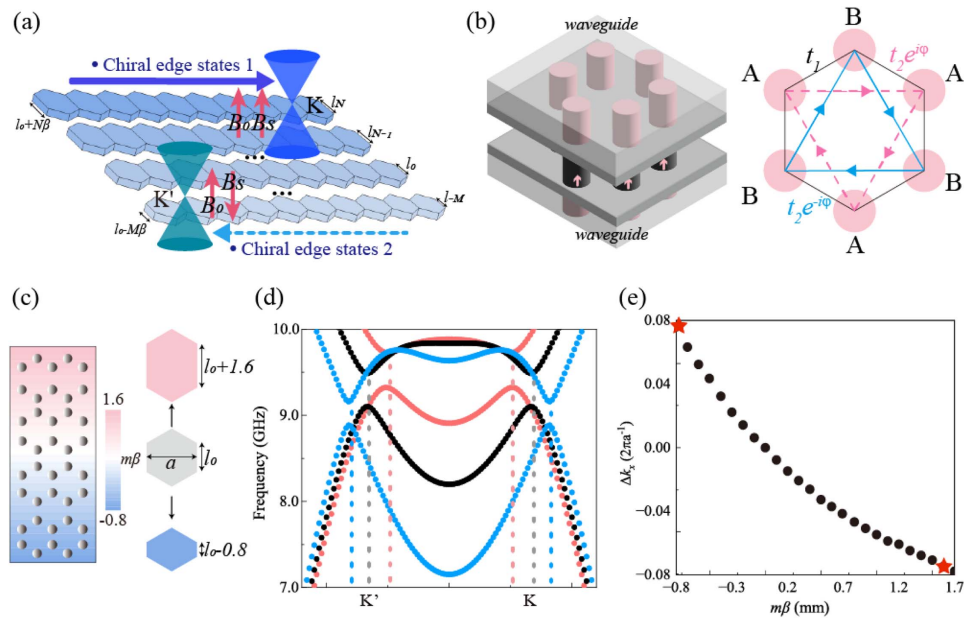 (a)
• Chiral edge states 1
K
lN
l₀+Nβ
B₀ Bs
lN-1
...
l₀
Bs
...
K'
B₀
l-M
l₀-Mβ
• Chiral edge states 2
(b)
waveguide
waveguide
B
t₁
t₂e^{iφ}
A
A
B
B
t₂e^{-iφ}
A
(c)
1.6
mβ
-0.8
l₀+1.6
a
l₀
l₀-0.8
(d)
Frequency (GHz)
10.0
9.0
8.0
7.0
K'
K
(e)
Δkₓ (2πa⁻¹)
0.08
0.04
0.00
−0.04
−0.08
−0.8
−0.3
0.2
0.7
1.2
1.7
mβ (mm)